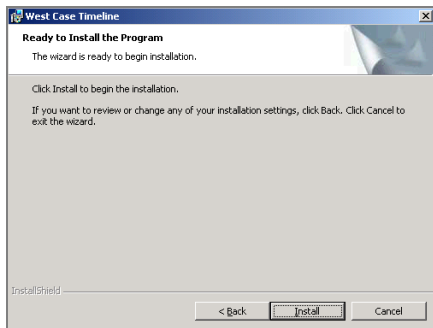 West Case Timeline
Ready to Install the Program
The wizard is ready to begin installation.
Click Install to begin the installation.
If you want to review or change any of your installation settings, click Back. Click Cancel to
exit the wizard.
InstallShield
< Back
Install
Cancel